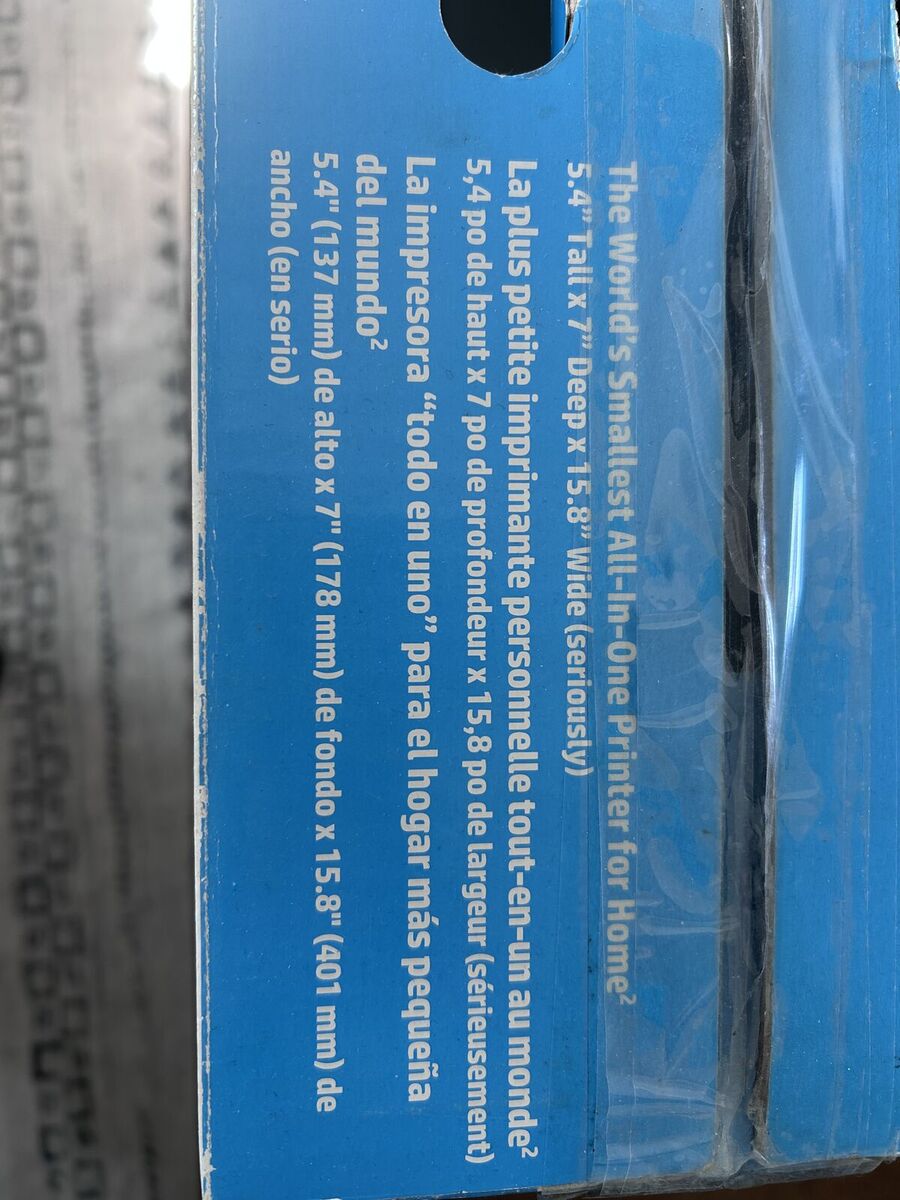 The World's Smallest All-In-One Printer for Home²
5.4” Tall x 7” Deep x 15.8” Wide (seriously)
La plus petite imprimante personnelle tout-en-un au monde²
5,4 po de haut x 7 po de profondeur x 15,8 po de largeur (sérieusement)
La impresora “todo en uno” para el hogar más pequeña
del mundo²
5.4" (137 mm) de alto x 7" (178 mm) de fondo x 15.8" (401 mm) de
ancho (en serio)